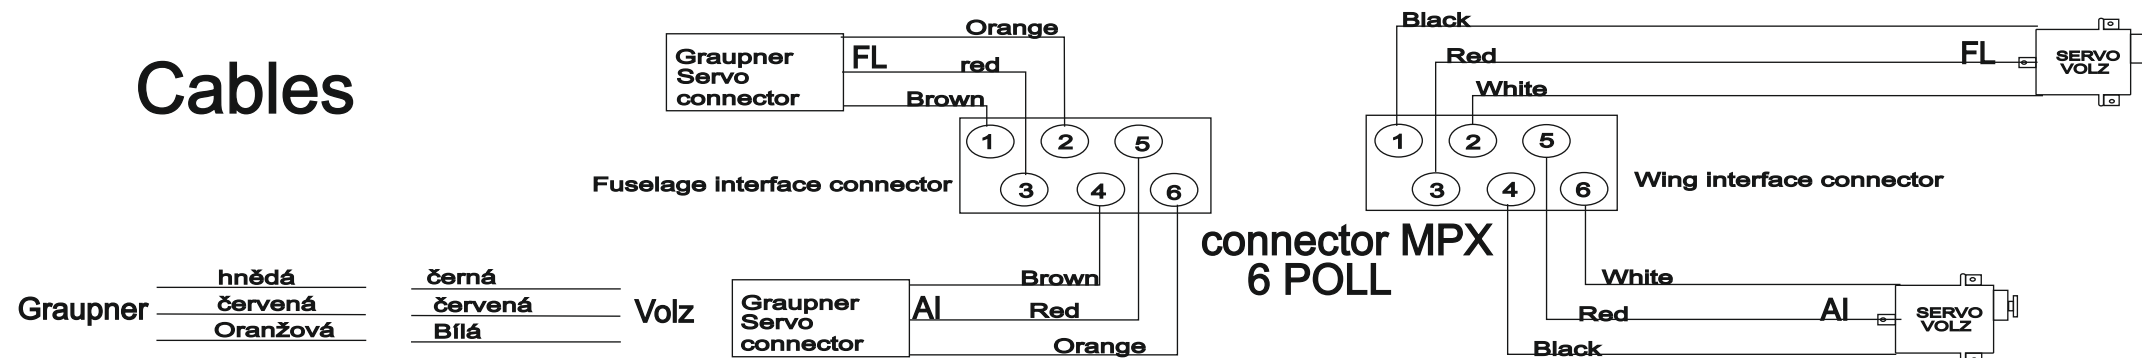 Cables
Graupner
Servo
connector
FL
Orange
red
Brown
1
2
5
3
4
6
Fuselage interface connector
Black
Red
White
FL
SERVO
VOLZ
1
2
5
3
4
6
Wing interface connector
connector MPX
6 POLL
Graupner
hnědá
červená
Oranžová
černá
červená
Bílá
Volz
Graupner
Servo
connector
AI
Brown
Red
Orange
White
Red
Black
AI
SERVO
VOLZ